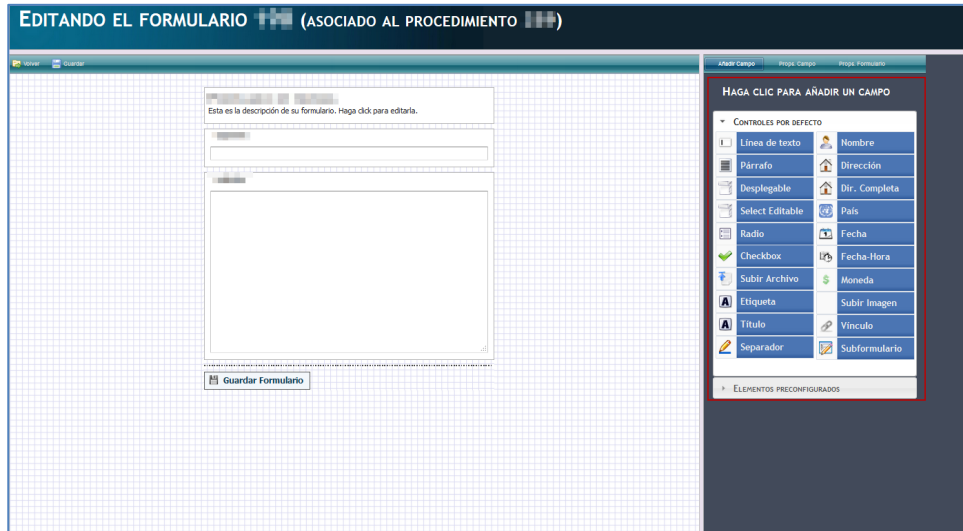 EDITANDO EL FORMULARIO (ASOCIADO AL PROCEDIMIENTO )
Volver Guardar
Añadir Campo Props. Campo Props. Formulario
HAGA CLIC PARA AÑADIR UN CAMPO
Esta es la descripción de su formulario. Haga click para editarla.
CONTROLES POR DEFECTO
Línea de texto Nombre
Párrafo Dirección
Desplegable Dir. Completa
Select Editable País
Radio Fecha
Checkbox Fecha-Hora
Subir Archivo Moneda
Etiqueta Subir Imagen
Título Vínculo
Separador Subformulario
Guardar Formulario
ELEMENTOS PRECONFIGURADOS